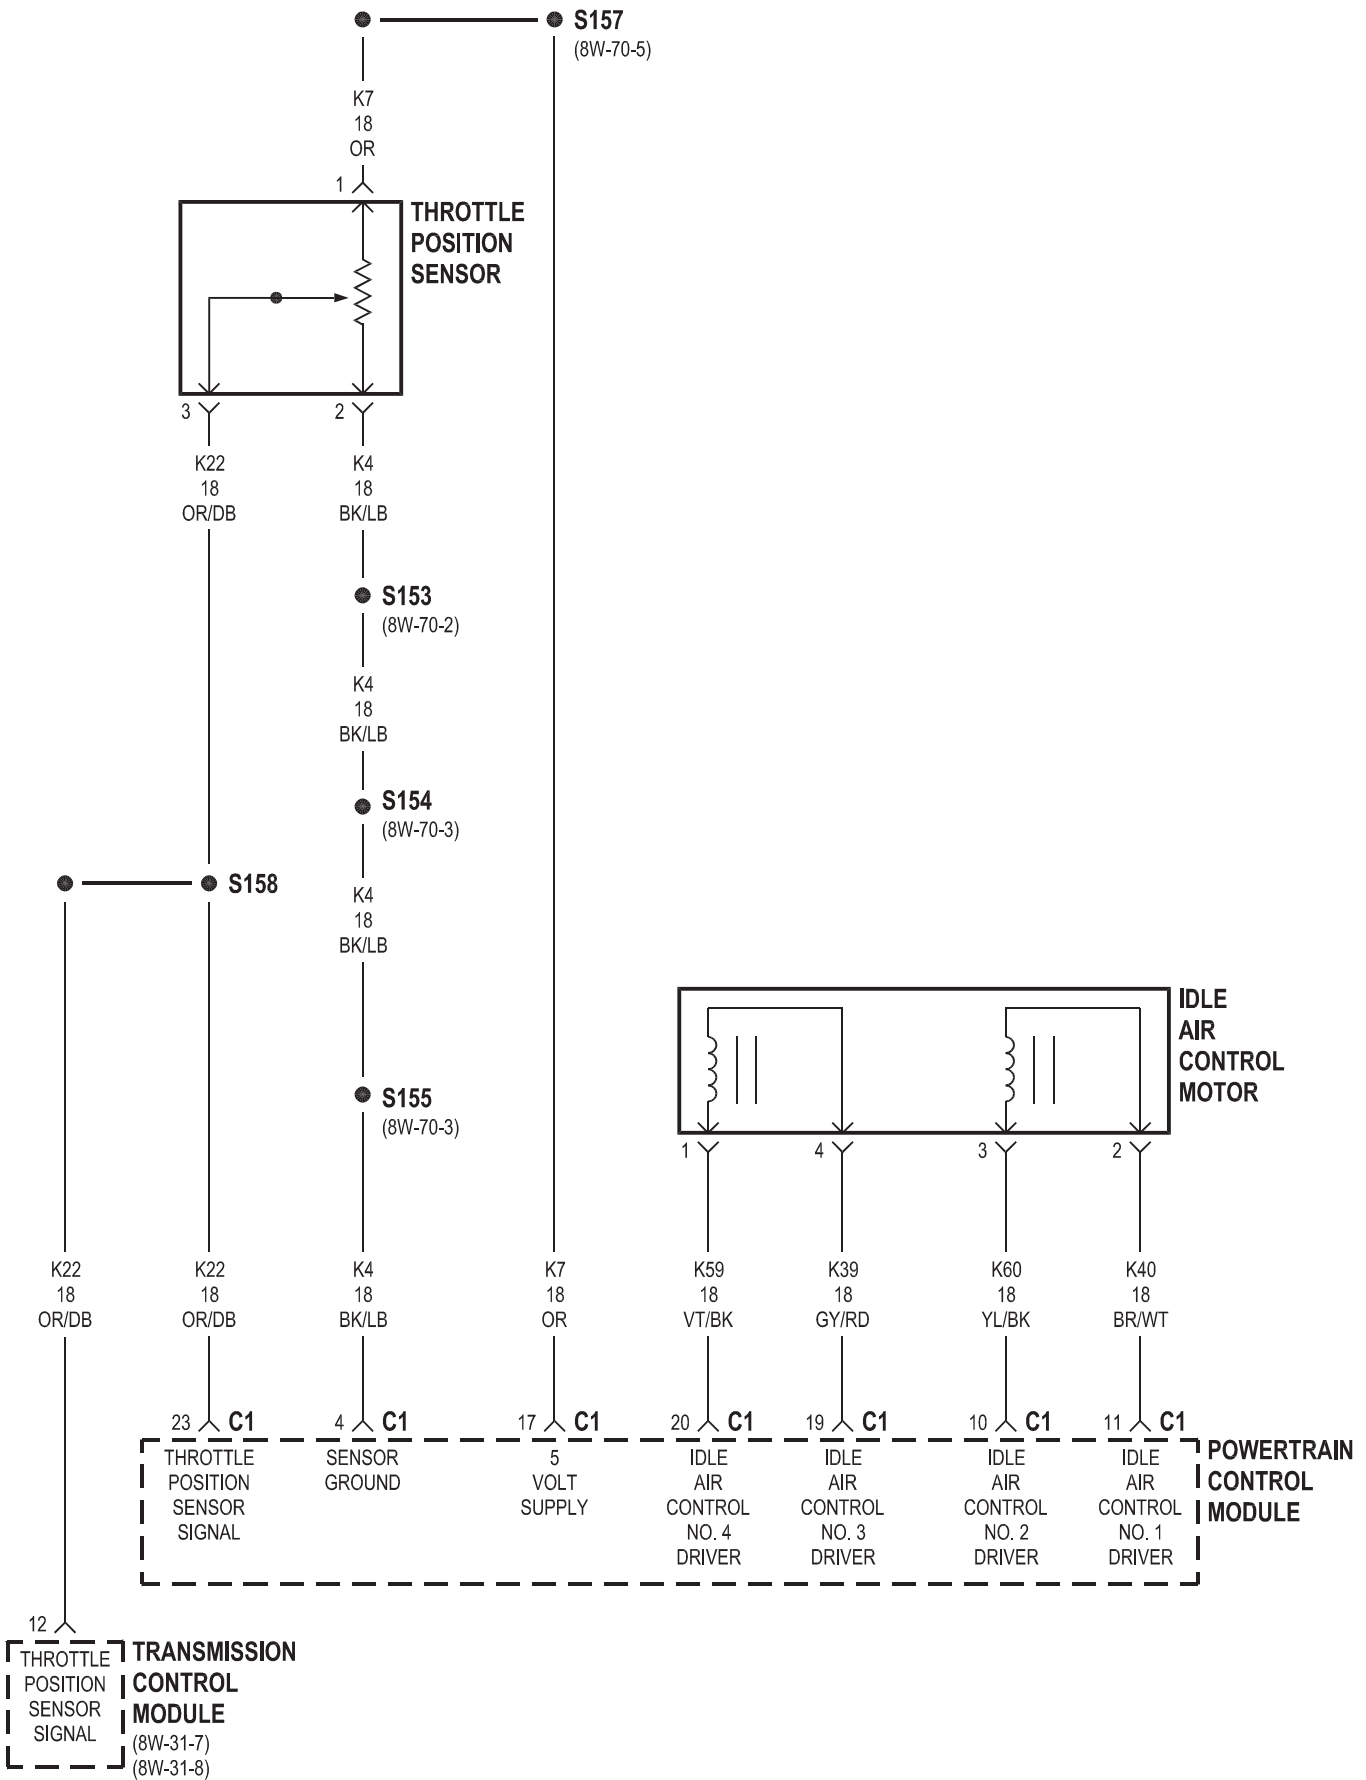 S157
(8W-70-5)
K7
18
OR
1
THROTTLE
POSITION
SENSOR
3
2
K22
18
OR/DB
K4
18
BK/LB
S153
(8W-70-2)
K4
18
BK/LB
S154
(8W-70-3)
S158
K4
18
BK/LB
S155
(8W-70-3)
IDLE
AIR
CONTROL
MOTOR
1
4
3
2
K22
18
OR/DB
K22
18
OR/DB
K4
18
BK/LB
K7
18
OR
K59
18
VT/BK
K39
18
GY/RD
K60
18
YL/BK
K40
18
BR/WT
23 C1
4 C1
17 C1
20 C1
19 C1
10 C1
11 C1
THROTTLE
POSITION
SENSOR
SIGNAL
SENSOR
GROUND
5
VOLT
SUPPLY
IDLE
AIR
CONTROL
NO. 4
DRIVER
IDLE
AIR
CONTROL
NO. 3
DRIVER
IDLE
AIR
CONTROL
NO. 2
DRIVER
IDLE
AIR
CONTROL
NO. 1
DRIVER
POWERTRAIN
CONTROL
MODULE
12
THROTTLE
POSITION
SENSOR
SIGNAL
TRANSMISSION
CONTROL
MODULE
(8W-31-7)
(8W-31-8)